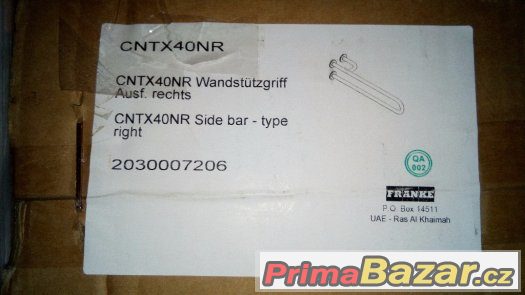 CNTX40NR
CNTX40NR Wandstützgriff
Ausf. rechts
CNTX40NR Side bar - type
right
2030007206
QA
002
FRANKE
P.O. Box 14511
UAE - Ras Al Khaimah
PrimaBazar.cz